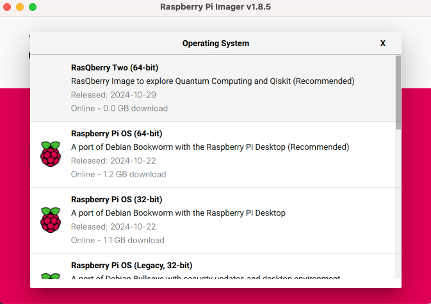 Raspberry Pi Imager v1.8.5
Operating System
X
RasQberry Two (64-bit)
RasQberry Image to explore Quantum Computing and Qiskit (Recommended)
Released: 2024-10-29
Online - 0.0 GB download
Raspberry Pi OS (64-bit)
A port of Debian Bookworm with the Raspberry Pi Desktop (Recommended)
Released: 2024-10-22
Online - 1.2 GB download
Raspberry Pi OS (32-bit)
A port of Debian Bookworm with the Raspberry Pi Desktop
Released: 2024-10-22
Online - 1.1 GB download
Raspberry Pi OS (Legacy, 32-bit)
A port of Debian Bullseye with security updates and desktop environment